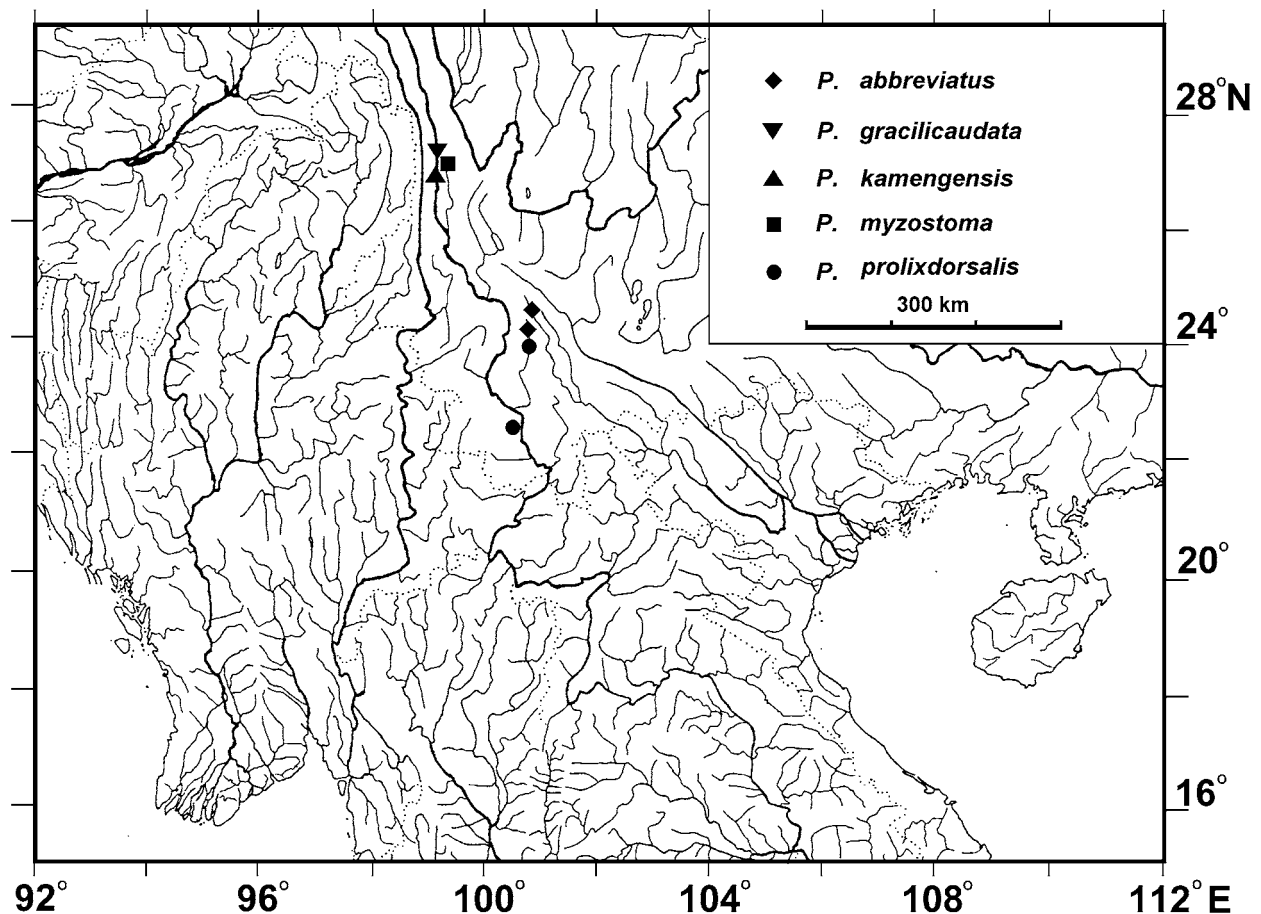 P. abbreviatus
28°N
P. gracilicaudata
P. kamengensis
P. myzostoma
P. prolixdorsalis
300 km
24°
20°
16°
92° 96° 100° 104° 108° 112°E